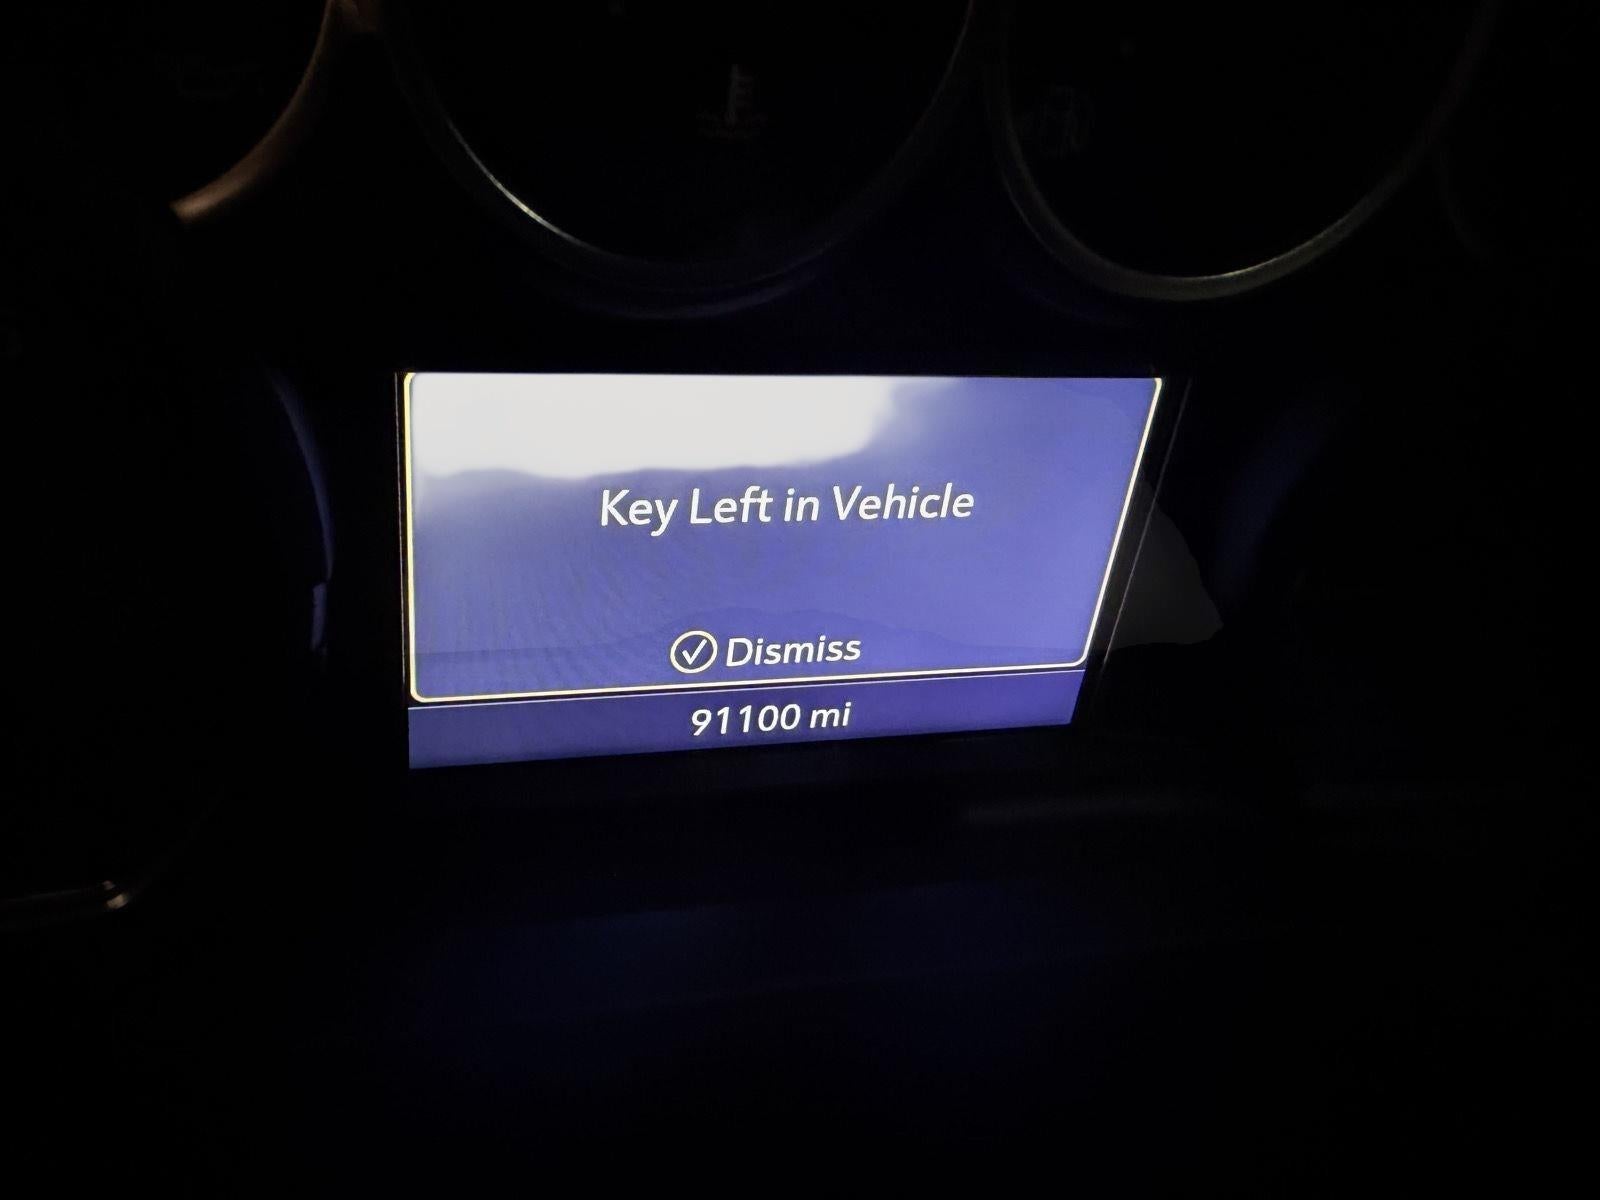 Key Left in Vehicle
Dismiss
91100 mi